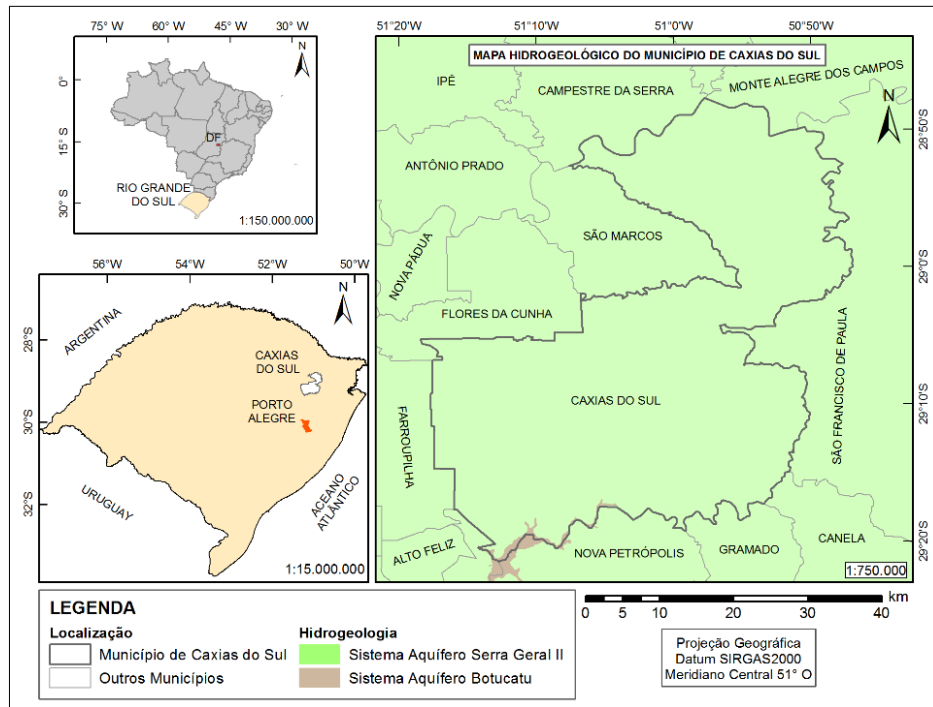 75° W
60° W
45° W
30° W
N
0°
15° S
30° S
DF
RIO GRANDE
DO SUL
1:150.000.000
56° W
54° W
52° W
50° W
N
28°S
30°S
32°S
ARGENTINA
CAXIAS
DO SUL
PORTO
ALEGRE
URUGUAY
ACEANO
ATLÂNTICO
1:15.000.000
51°20' W
51°10' W
51°0' W
50°50' W
MAPA HIDROGEOLÓGICO DO MUNICÍPIO DE CAXIAS DO SUL
IPÊ
CAMPESTRE DA SERRA
MONTE ALEGRE DOS CAMPOS
N
28°50'S
ANTÔNIO PRADO
SÃO MARCOS
29°0'S
NOVA PÁDUA
FLORES DA CUNHA
SÃO FRANCISCO DE PAULA
CAXIAS DO SUL
29°10'S
FARROUPILHA
ALTO FELIZ
NOVA PETRÓPOLIS
GRAMADO
CANELA
29°20'S
1:750.000
LEGENDA
Localização
Município de Caxias do Sul
Outros Municípios
Hidrogeologia
Sistema Aquífero Serra Geral II
Sistema Aquífero Botucatu
km
0 5 10 20 30 40
Projeção Geográfica
Datum SIRGAS2000
Meridiano Central 51° O